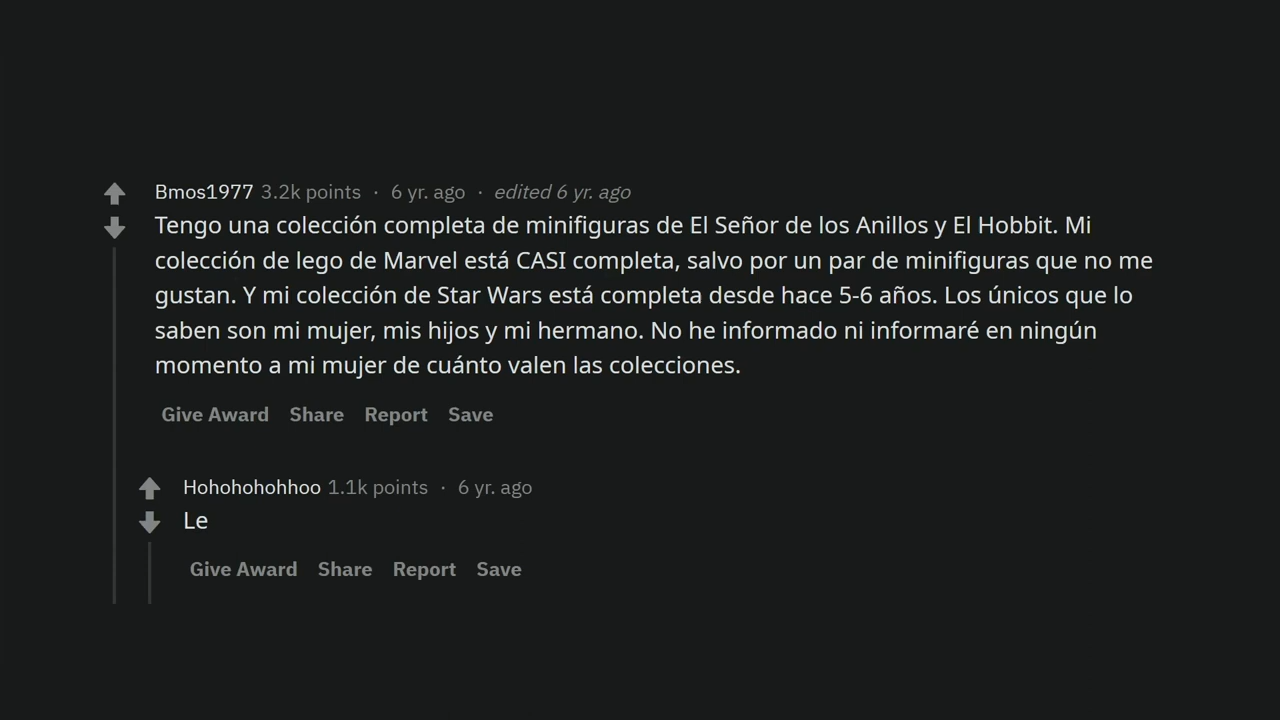 Bmos1977 3.2k points · 6 yr. ago · edited 6 yr. ago
Tengo una colección completa de minifiguras de El Señor de los Anillos y El Hobbit. Mi
colección de lego de Marvel está CASI completa, salvo por un par de minifiguras que no me
gustan. Y mi colección de Star Wars está completa desde hace 5-6 años. Los únicos que lo
saben son mi mujer, mis hijos y mi hermano. No he informado ni informaré en ningún
momento a mi mujer de cuánto valen las colecciones.
Give Award Share Report Save
Hohohohohhoo 1.1k points · 6 yr. ago
Le
Give Award Share Report Save